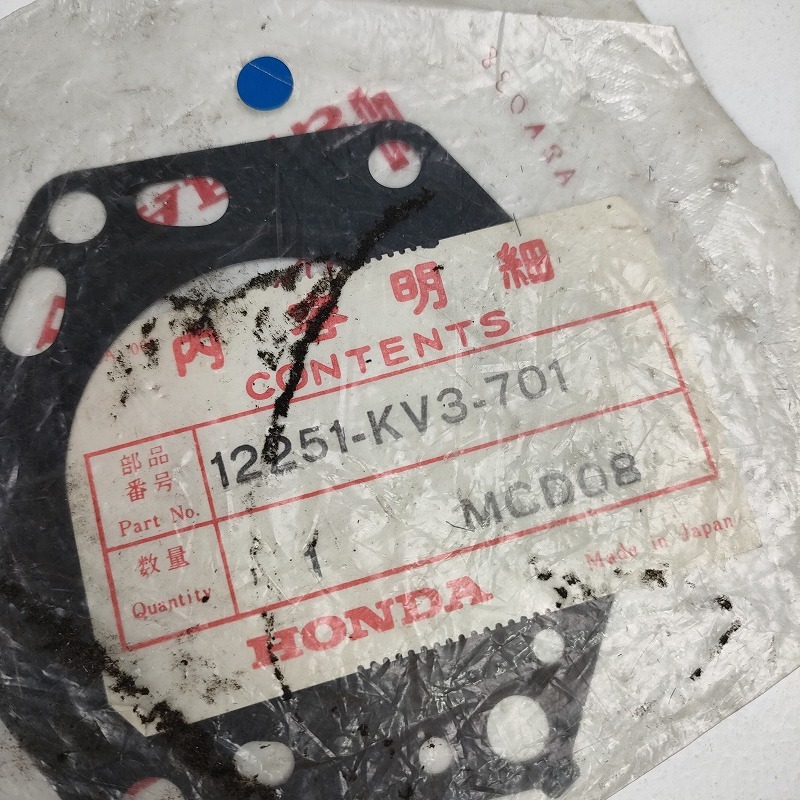 内容明細
CONTENTS
部品番号
Part No.
12251-KV3-701
MCD08
数量
Quantity
1
HONDA
Made in Japan